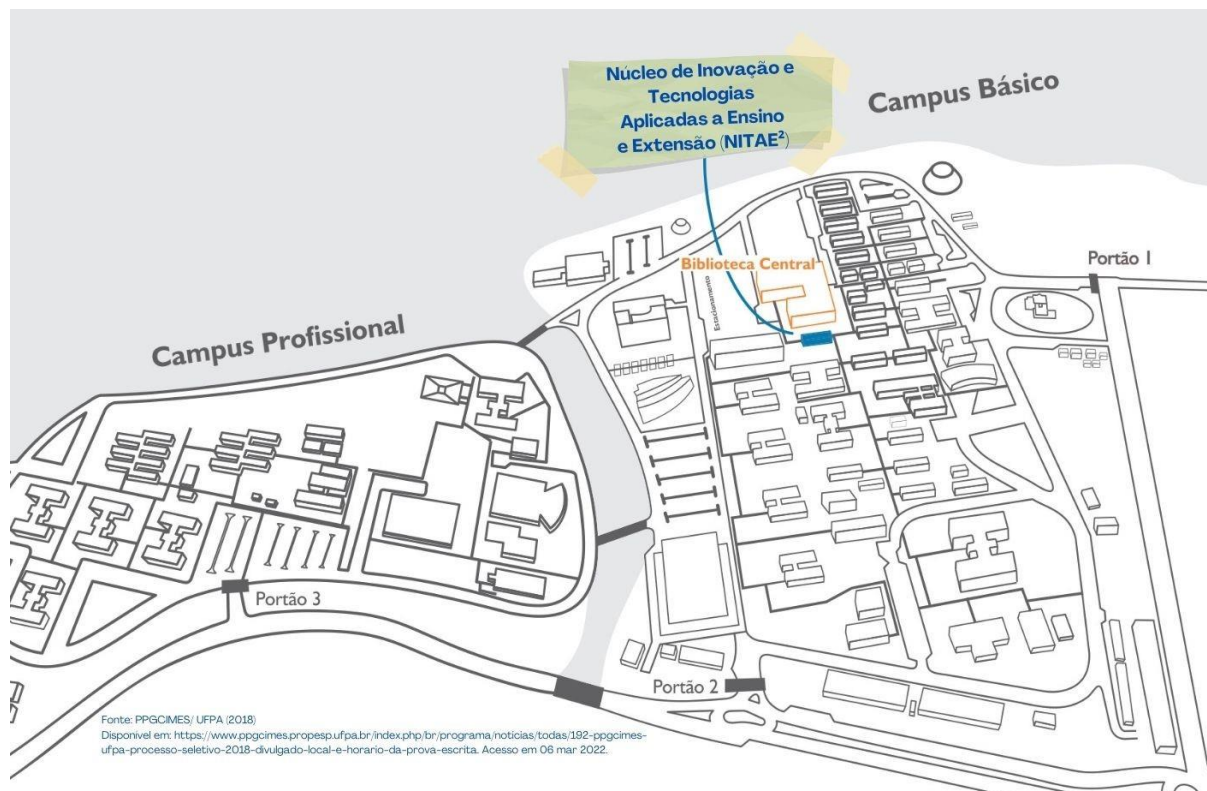 Núcleo de Inovação e
Tecnologias
Aplicadas a Ensino
e Extensão (NITAE²)
Campus Básico
Biblioteca Central
Portão 1
Estacionamento
Campus Profissional
Portão 3
Portão 2
Fonte: PPGCIMES/ UFPA (2018)
Disponivel em: https://www.ppgcimes.propesp.ufpa.br/index.php/br/programa/noticias/todas/192-ppgcimes-
ufpa-processo-seletivo-2018-divulgado-local-e-horario-da-prova-escrita. Acesso em 06 mar 2022.